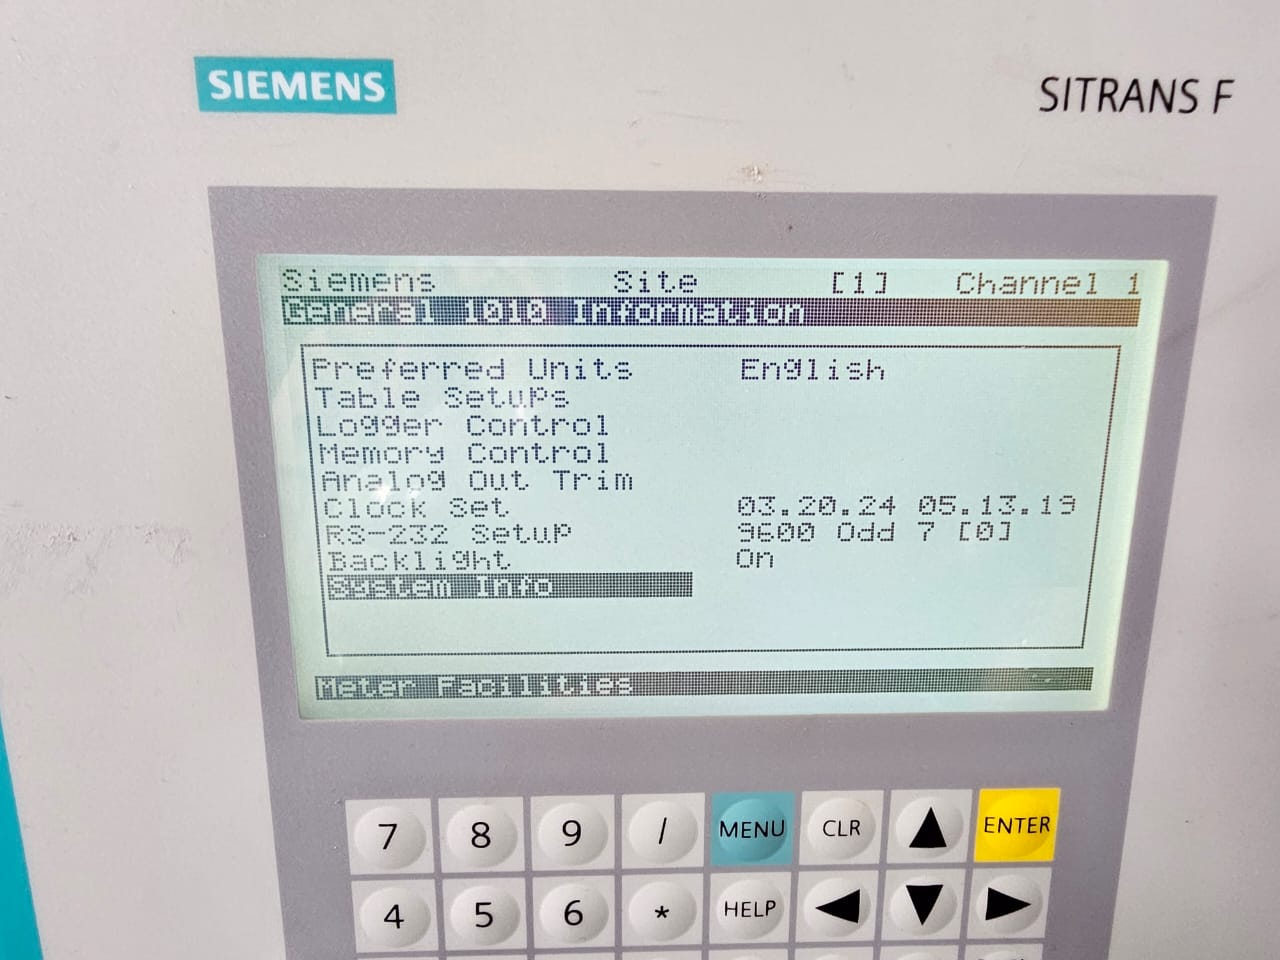 SIEMENS
SITRANS F
Siemens Site [1] Channel 1
General 1010 Information
Preferred Units English
Table Setups
Logger Control
Memory Control
Analog Out Trim
Clock Set 03.20.24 05.13.19
RS-232 Setup 9600 Odd 7 [0]
Backlight On
System Info
Meter Facilities
7 8 9 / MENU CLR ▲ ENTER
4 5 6 * HELP ◀ ▼ ▶